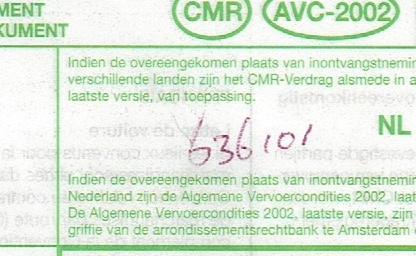 MENT
KUMENT
CMR AVC-2002
Indien de overeengekomen plaats van inontvangstnemin
verschillende landen zijn het CMR-Verdrag alsmede in a
laatste versie, van toepassing.
NL
636101
Indien de overeengekomen plaats van inontvangstnemin
Nederland zijn de Algemene Vervoercondities 2002, laat
De Algemene Vervoercondities 2002, laatste versie, zijn
griffie van de arrondissementsrechtbank te Amsterdam e